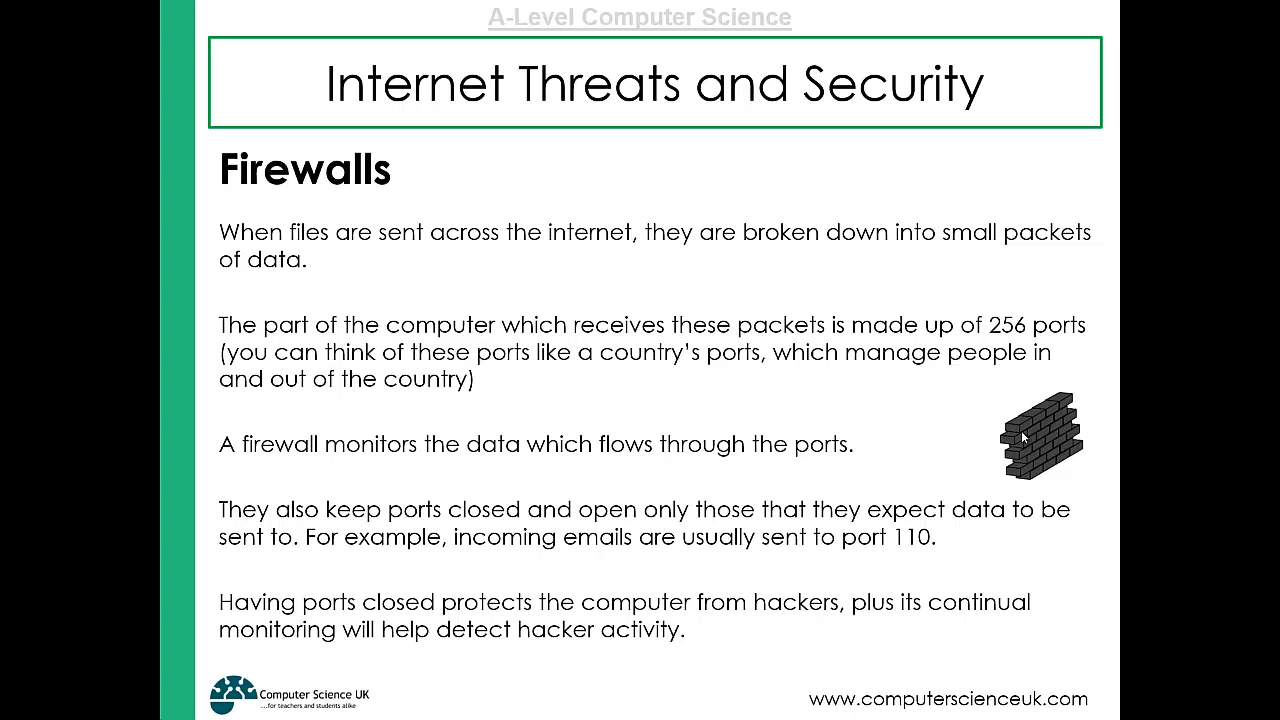 A-Level Computer Science
Internet Threats and Security
Firewalls
When files are sent across the internet, they are broken down into small packets
of data.
The part of the computer which receives these packets is made up of 256 ports
(you can think of these ports like a country's ports, which manage people in
and out of the country)
A firewall monitors the data which flows through the ports.
They also keep ports closed and open only those that they expect data to be
sent to. For example, incoming emails are usually sent to port 110.
Having ports closed protects the computer from hackers, plus its continual
monitoring will help detect hacker activity.
Computer Science UK
...for teachers and students alike
www.computerscienceuk.com